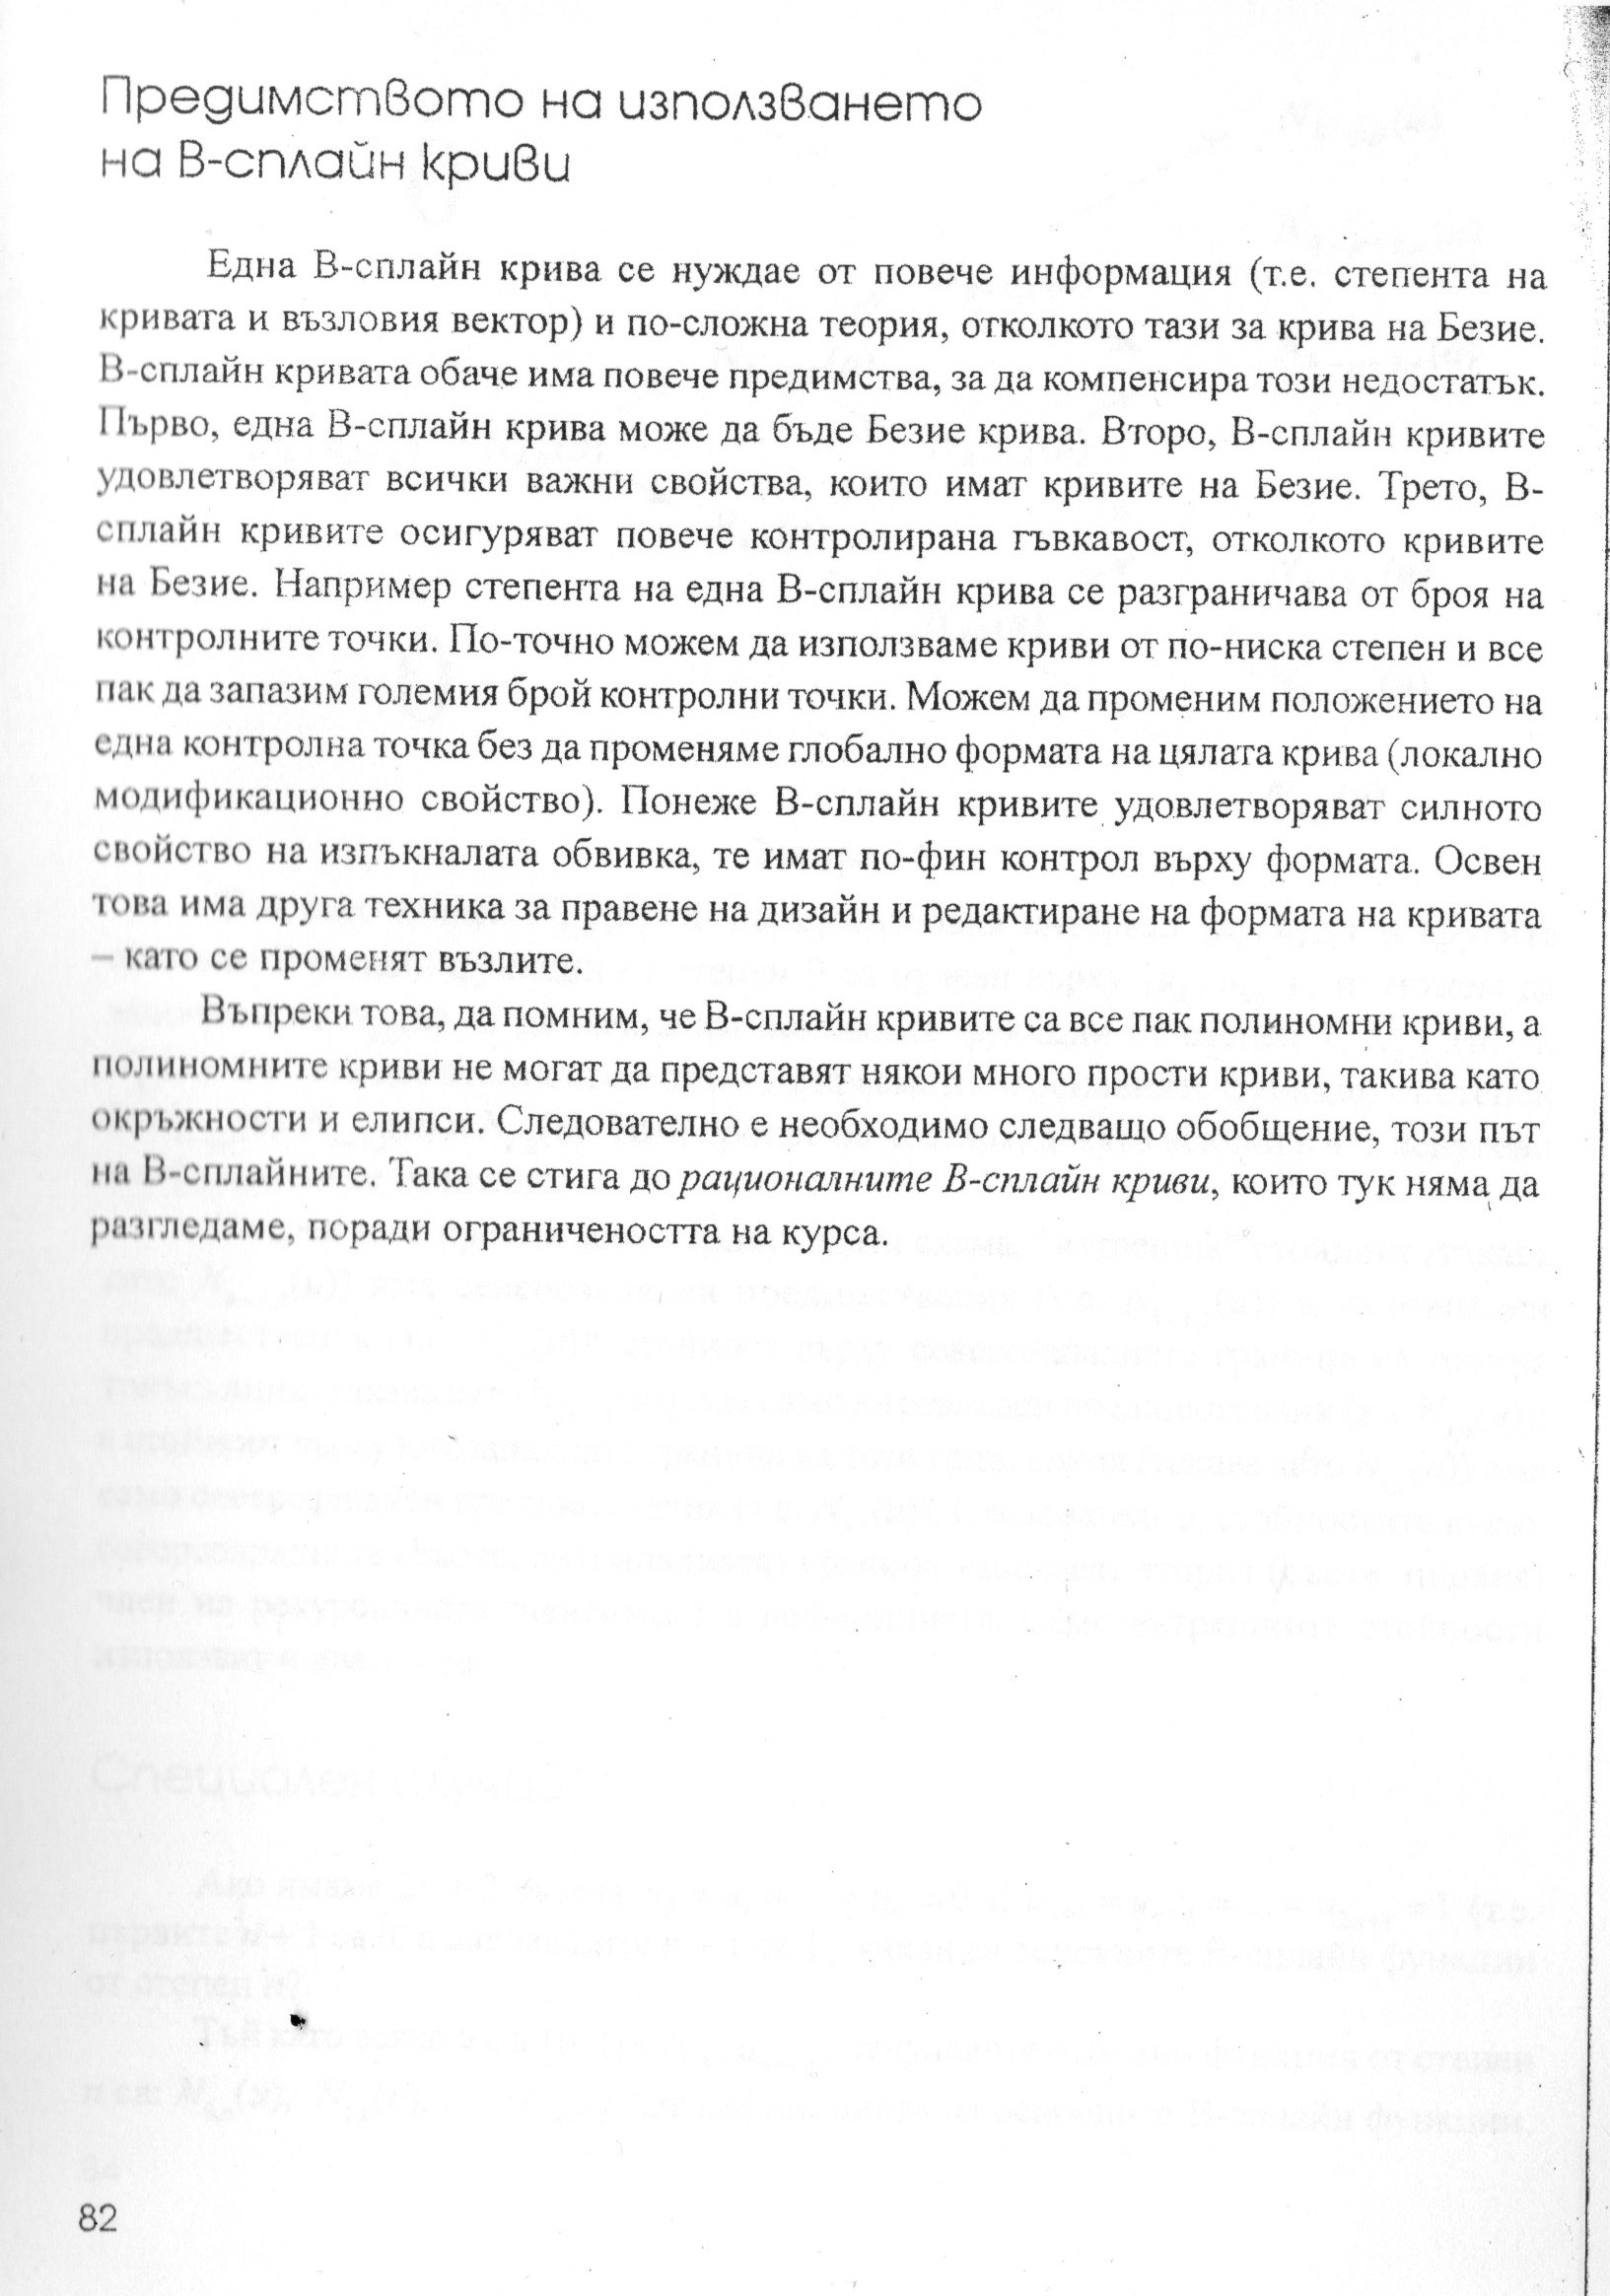 Предимството на използването
на B-сплайн криви
Една B-сплайн крива се нуждае от повече информация (т.е. степента на
кривата и възловия вектор) и по-сложна теория, отколкото тази за крива на Безие.
B-сплайн кривата обаче има повече предимства, за да компенсира този недостатък.
Първо, една B-сплайн крива може да бъде Безие крива. Второ, B-сплайн кривите
удовлетворяват всички важни свойства, които имат кривите на Безие. Трето, B-
сплайн кривите осигуряват повече контролирана гъвкавост, отколкото кривите
на Безие. Например степента на една B-сплайн крива се разграничава от броя на
контролните точки. По-точно можем да използваме криви от по-ниска степен и все
пак да запазим големия брой контролни точки. Можем да променим положението на
една контролна точка без да променяме глобално формата на цялата крива (локално
модификационно свойство). Понеже B-сплайн кривите удовлетворяват силното
свойство на изпъкналата обвивка, те имат по-фин контрол върху формата. Освен
това има друга техника за правене на дизайн и редактиране на формата на кривата
– като се променят възлите.
Въпреки това, да помним, че B-сплайн кривите са все пак полиномни криви, а
полиномните криви не могат да представят някои много прости криви, такива като
окръжности и елипси. Следователно е необходимо следващо обобщение, този път
на B-сплайните. Така се стига до рационалните B-сплайн криви, които тук няма да
разгледаме, поради ограничеността на курса.
82